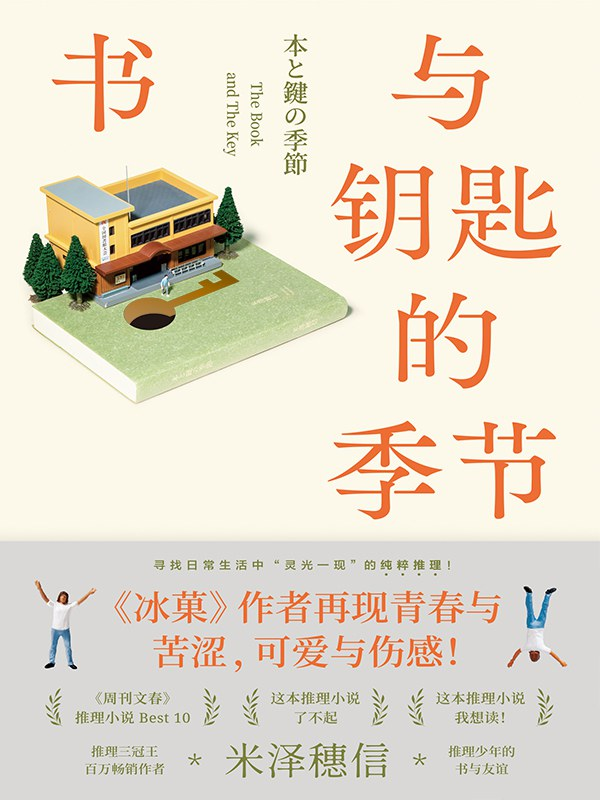 书与
钥匙
的
季节
本と鍵の季節
The Book
and The Key
寻找日常生活中“灵光一现”的纯粹推理！
《冰菓》作者再现青春与
苦涩，可爱与伤感！
《周刊文春》
推理小说 Best 10
这本推理小说
了不起
这本推理小说
我想读！
推理三冠王
百万畅销作者
* 米泽穗信 *
推理少年的
书与友谊